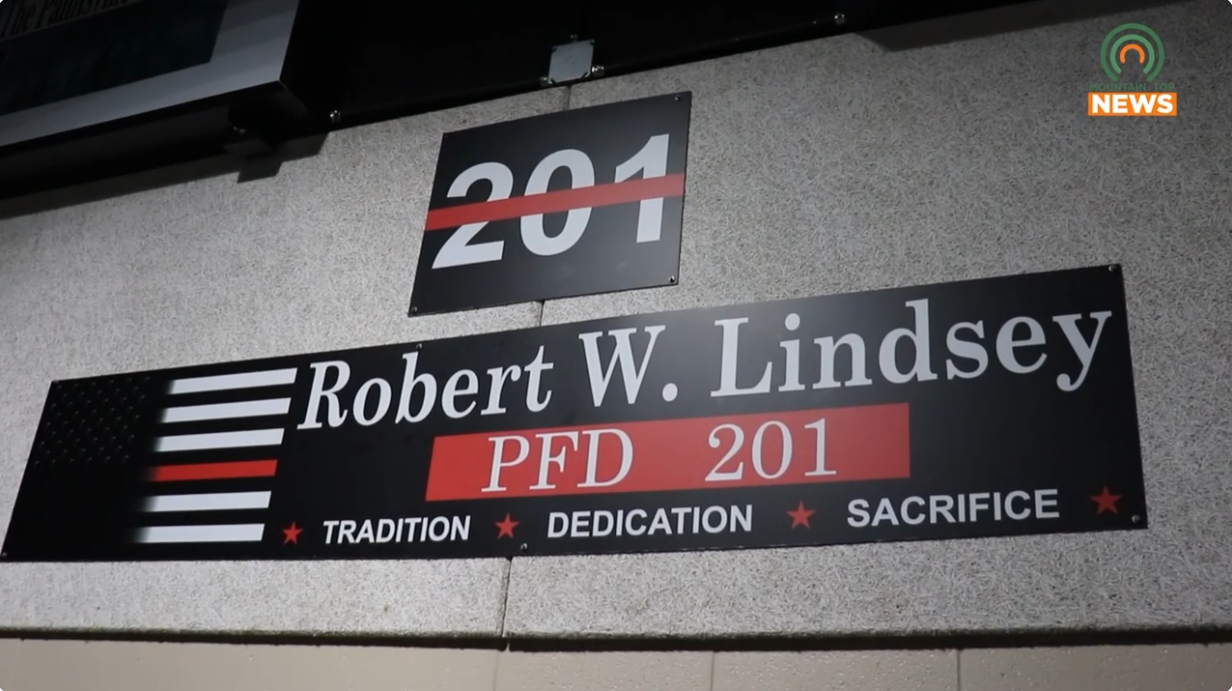 NEWS
201
Robert W. Lindsey
PFD 201
★ TRADITION ★ DEDICATION ★ SACRIFICE ★